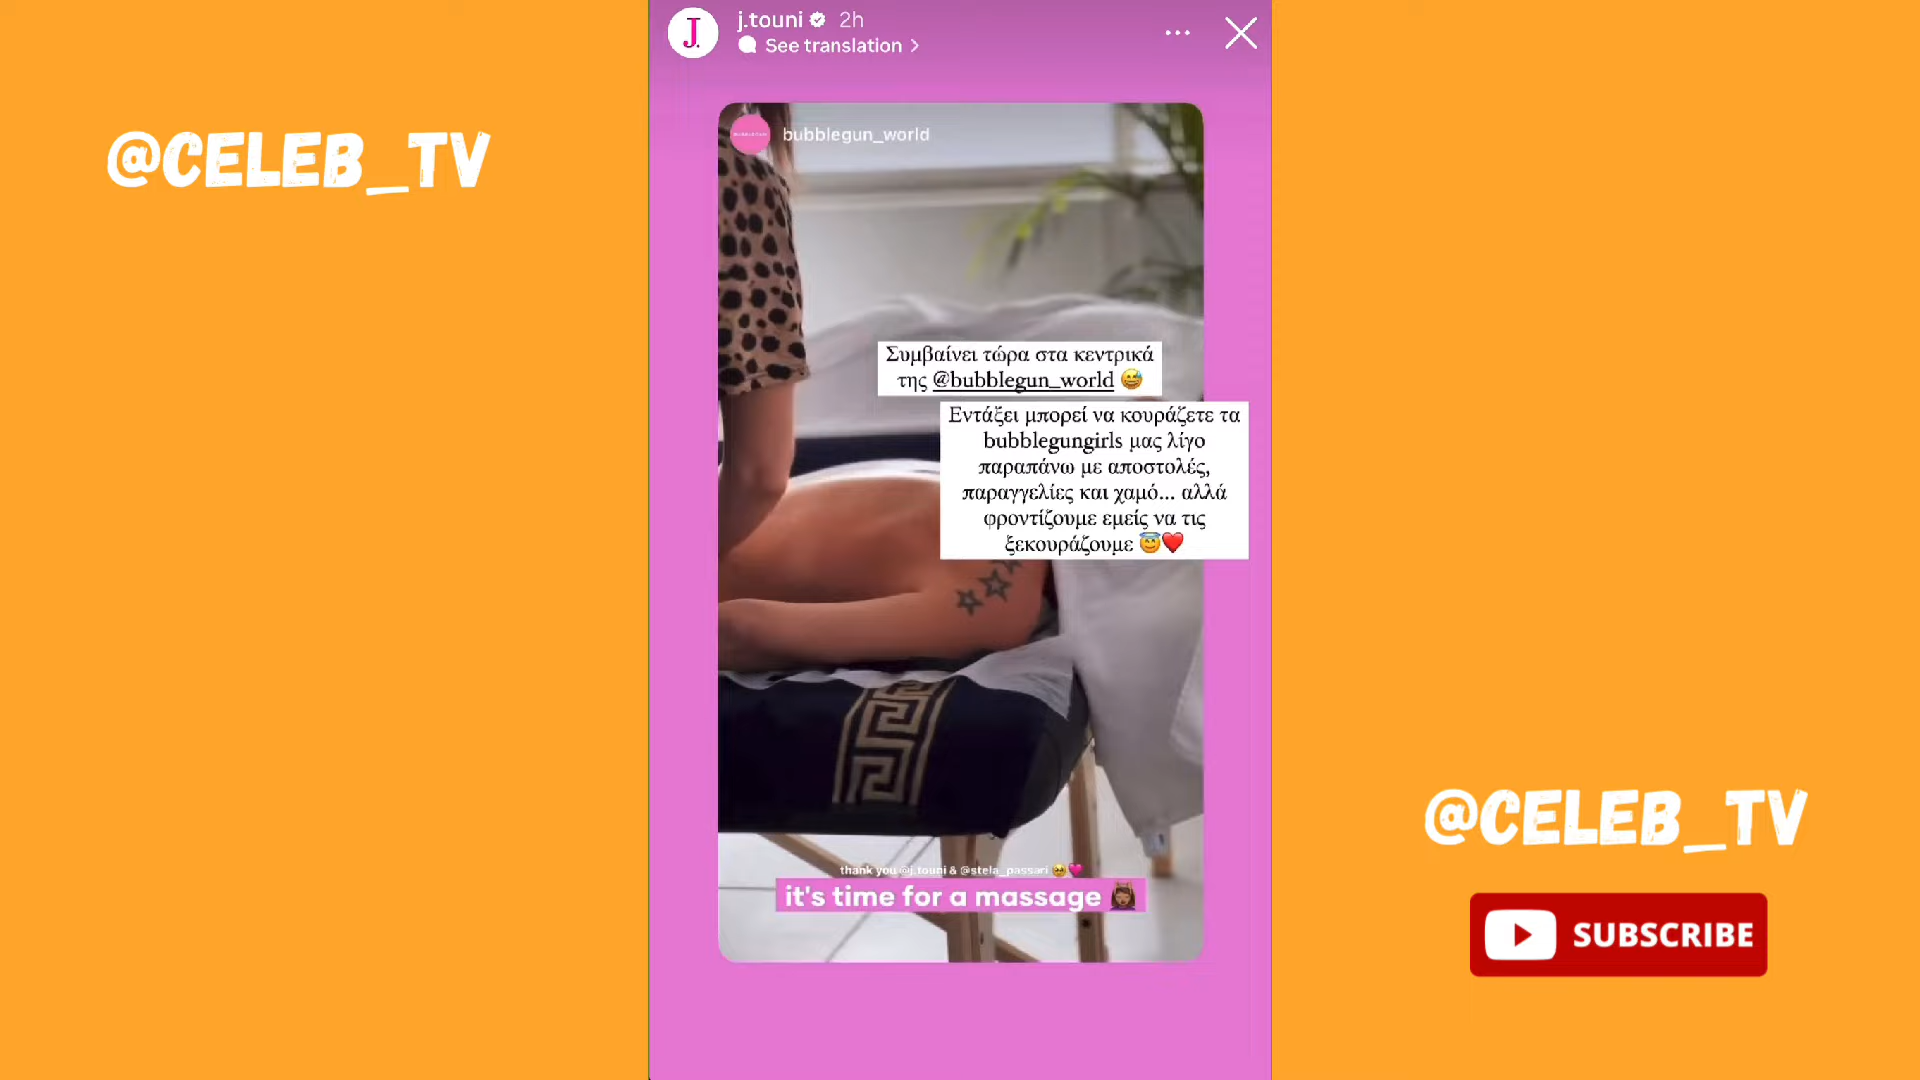 J.
j.touni 2h
See translation >
@CELEB_TV
bubblegun_world
Συμβαίνει τώρα στα κεντρικά
της @bubblegun_world 😅
Εντάξει μπορεί να κουράζετε τα
bubblegungirls μας λίγο
παραπάνω με αποστολές,
παραγγελίες και χαμό... αλλά
φροντίζουμε εμείς να τις
ξεκουράζουμε 😇❤️
thank you @j.touni & @stela_passari 🥹💗
it's time for a massage 💆🏾‍♀️
@CELEB_TV
SUBSCRIBE